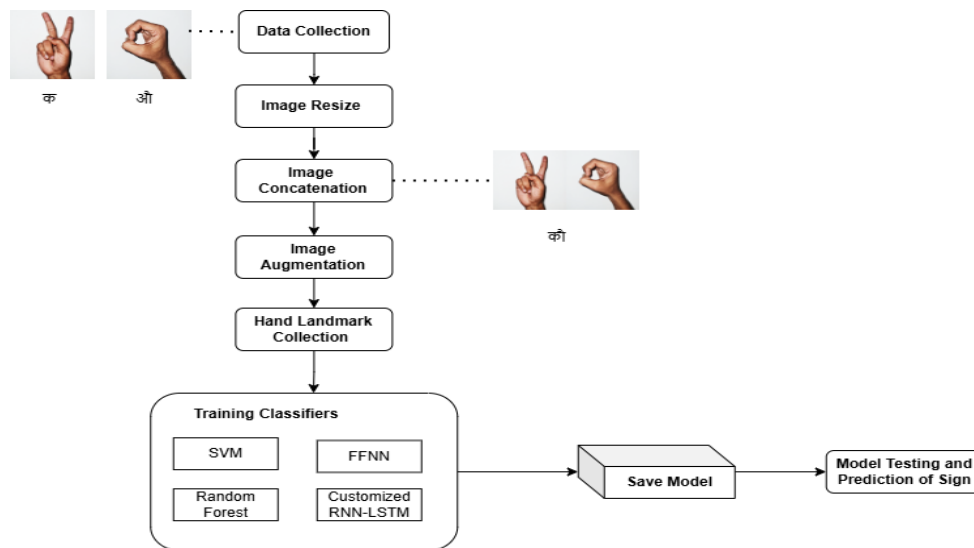 Data Collection
क
औ
Image Resize
Image
Concatenation
कौ
Image
Augmentation
Hand Landmark
Collection
Training Classifiers
SVM
FFNN
Random
Forest
Customized
RNN-LSTM
Save Model
Model Testing and
Prediction of Sign